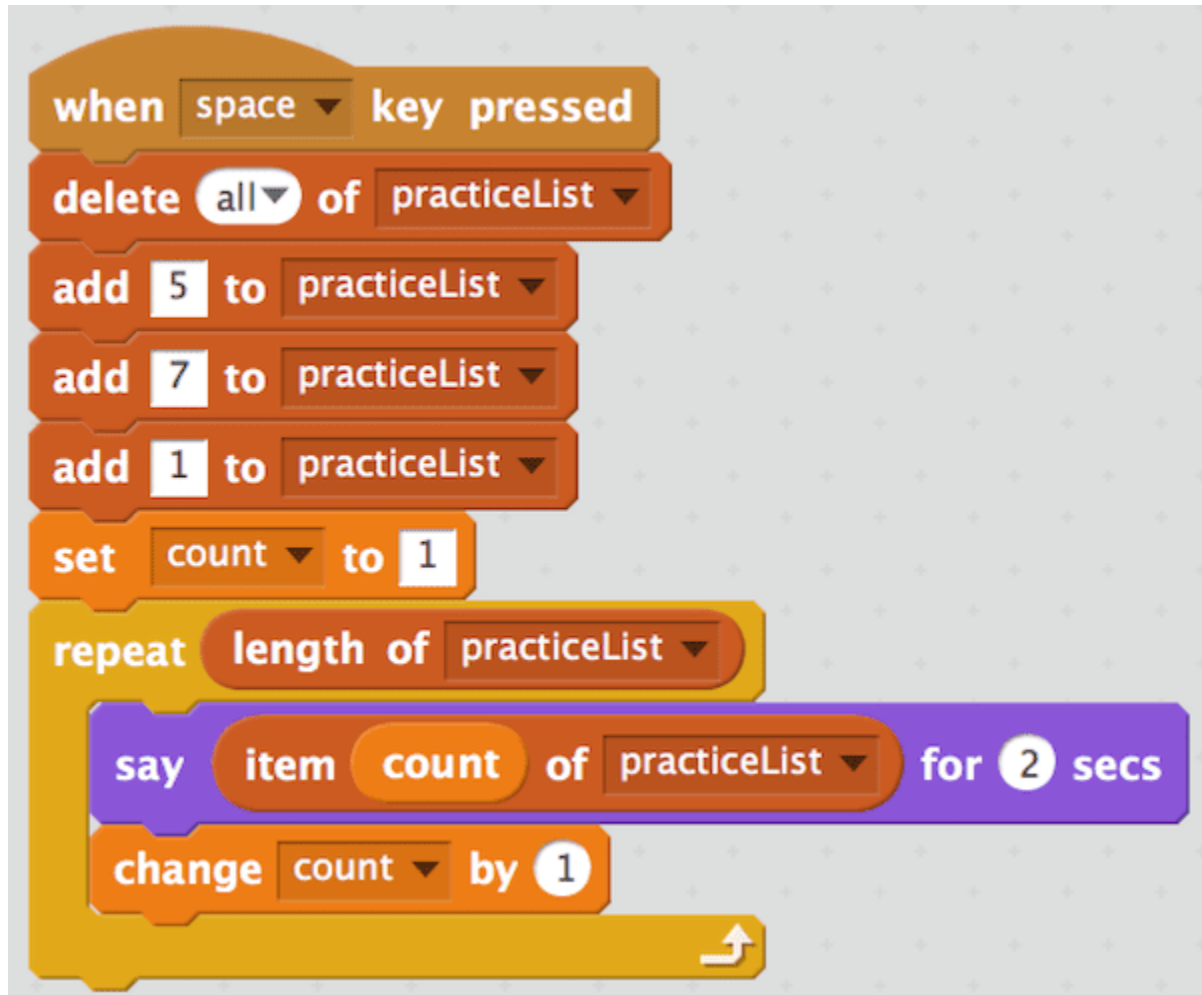 when space key pressed
delete all of practiceList
add 5 to practiceList
add 7 to practiceList
add 1 to practiceList
set count to 1
repeat length of practiceList
say item count of practiceList for 2 secs
change count by 1